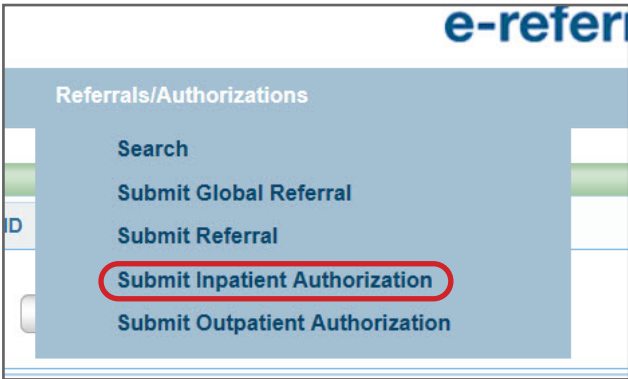 e-refer
Referrals/Authorizations
Search
Submit Global Referral
ID
Submit Referral
Submit Inpatient Authorization
Submit Outpatient Authorization